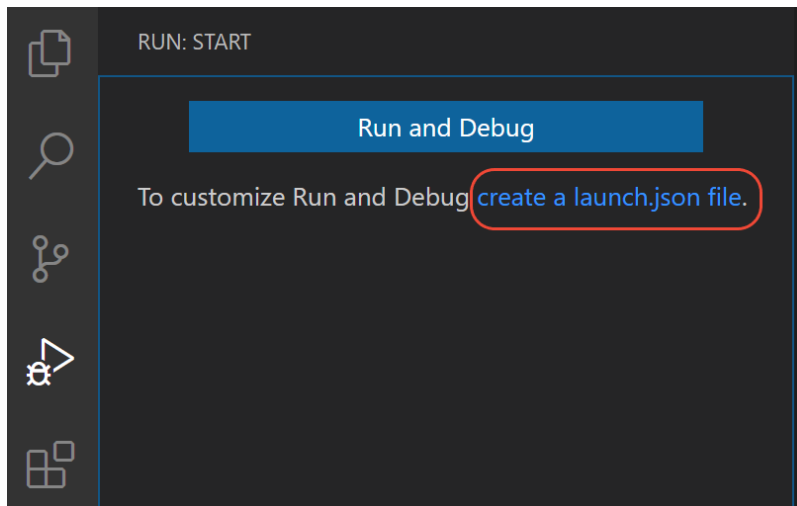 RUN: START
Run and Debug
To customize Run and Debug create a launch.json file.